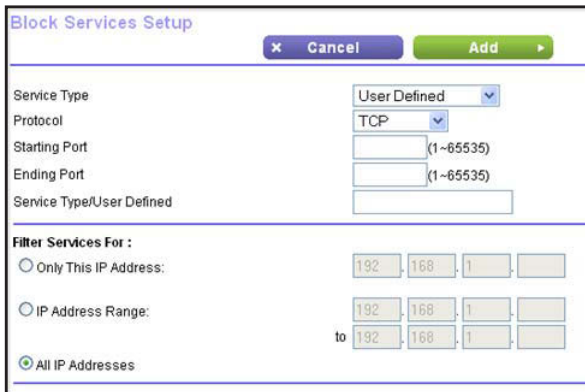 Block Services Setup
× Cancel Add
Service Type User Defined
Protocol TCP
Starting Port (1~65535)
Ending Port (1~65535)
Service Type/User Defined
Filter Services For :
Only This IP Address: 192 . 168 . 1 .
IP Address Range: 192 . 168 . 1 .
to 192 . 168 . 1 .
All IP Addresses